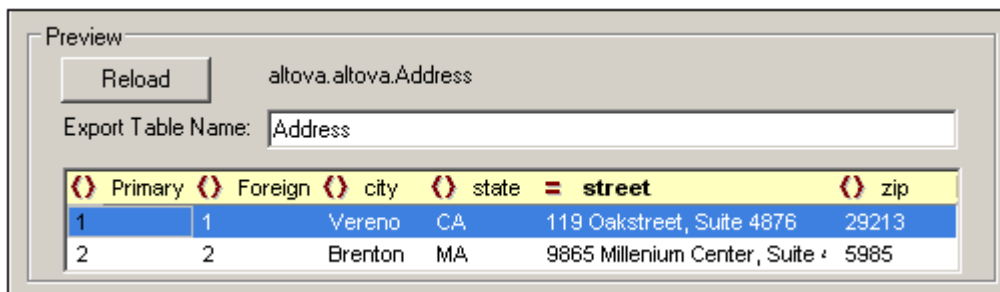 Preview
Reload altova.altova.Address
Export Table Name: Address
Primary Foreign city state = street zip
1 1 Vereno CA 119 Oakstreet, Suite 4876 29213
2 2 Brenton MA 9865 Millenium Center, Suite 5985